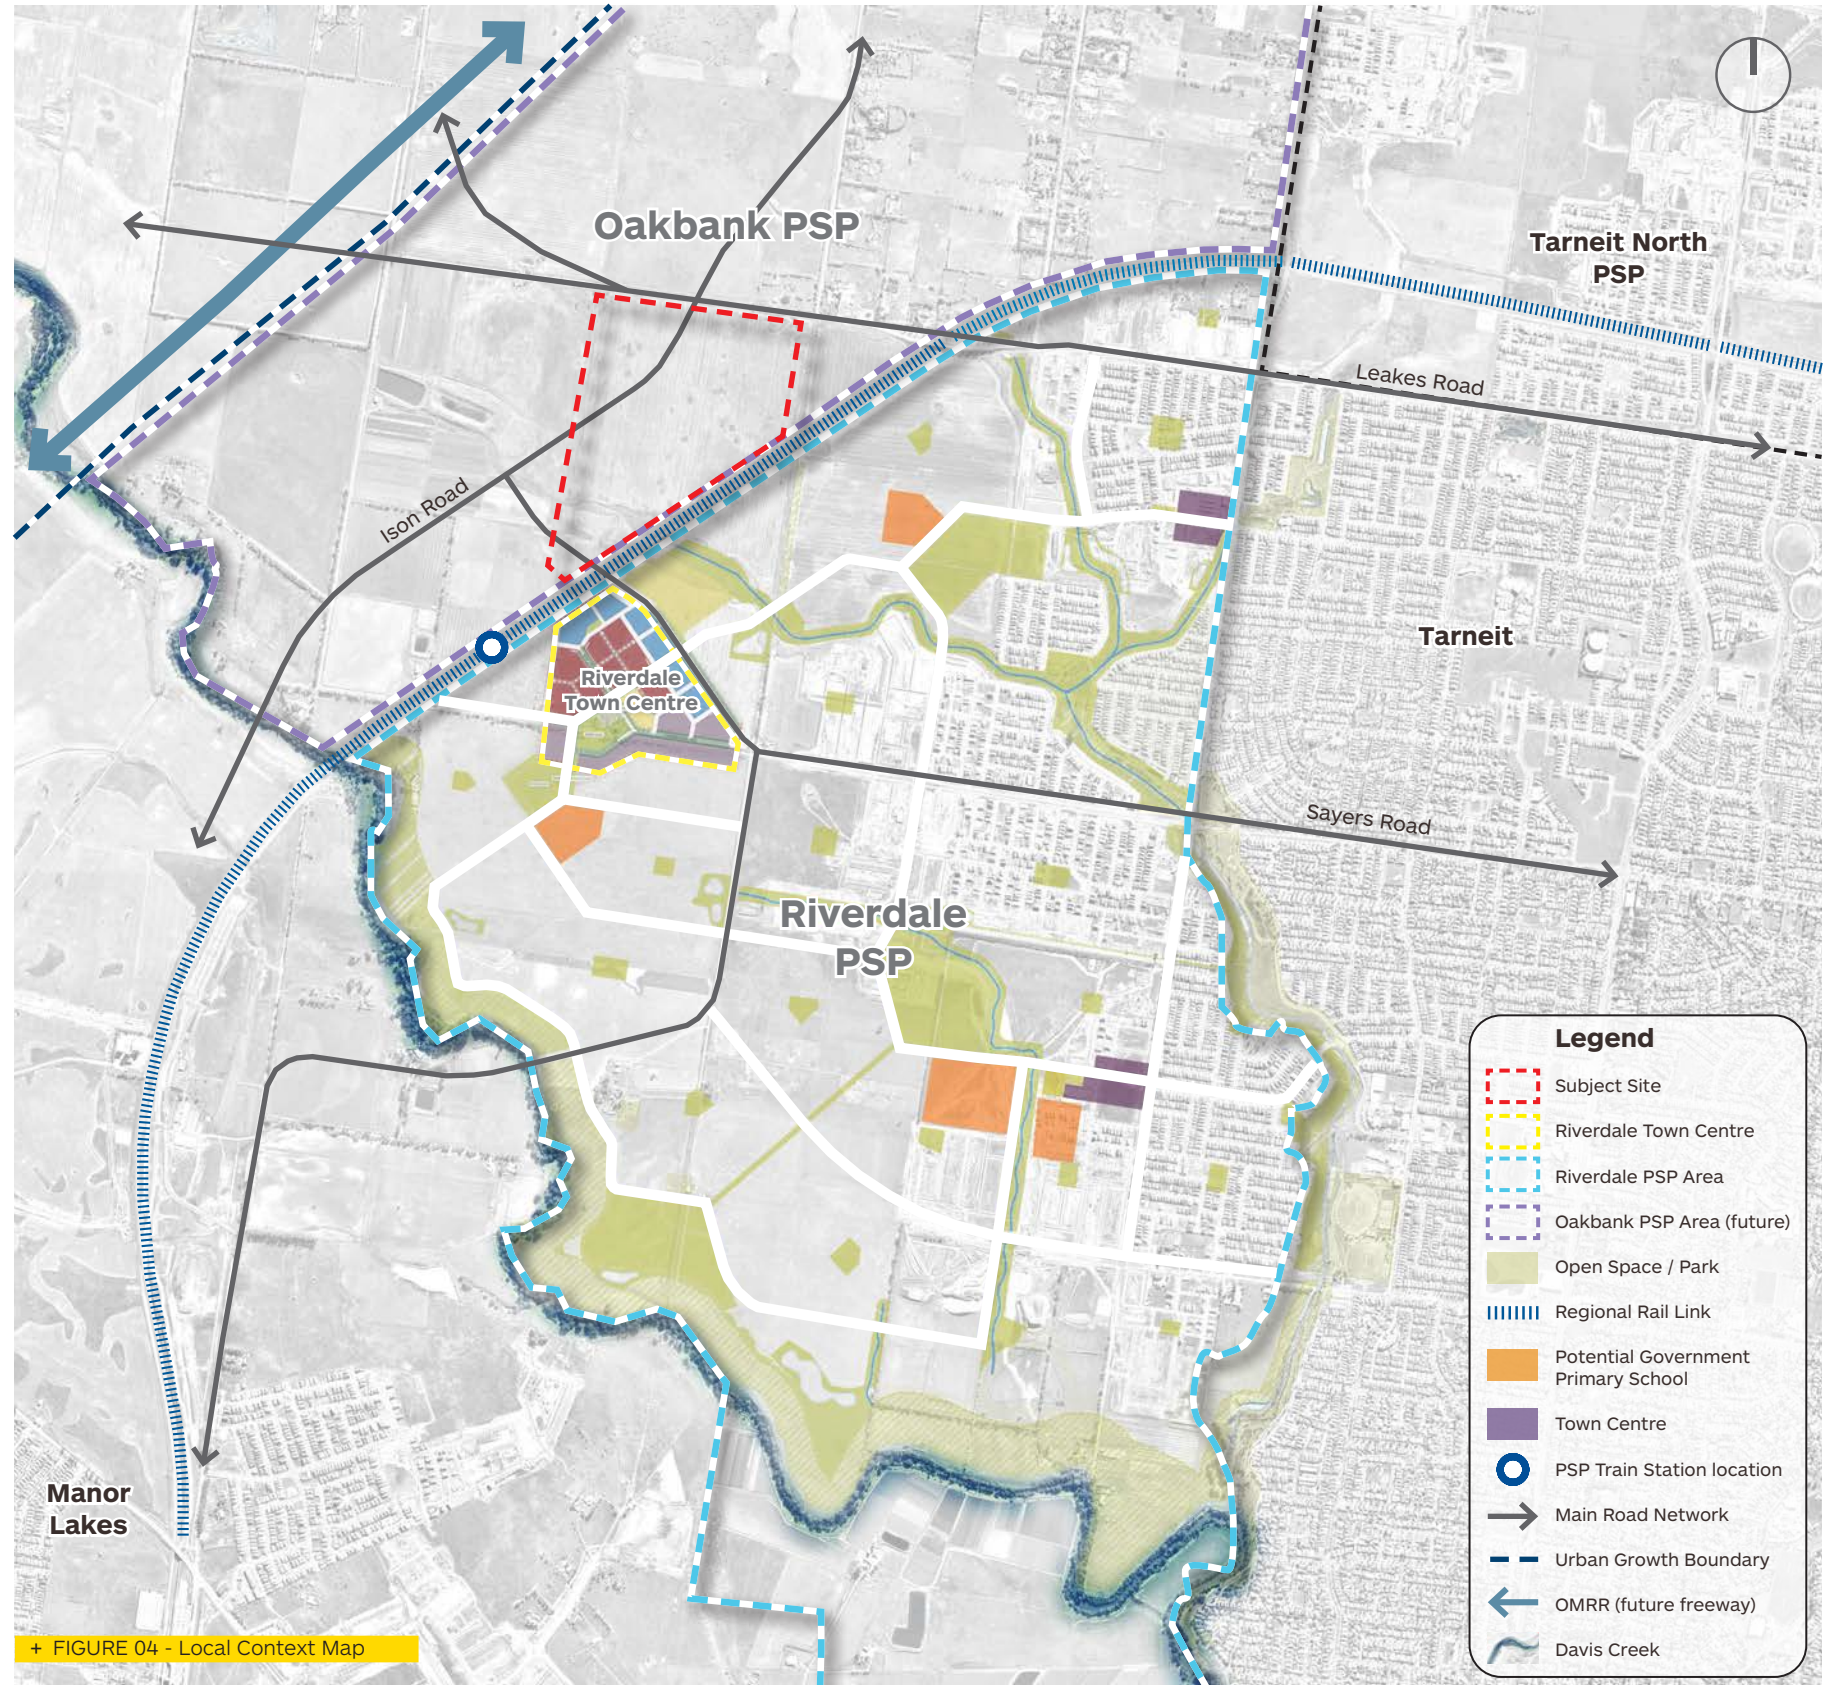 Oakbank PSP
Tarneit North
PSP
Leakes Road
Ison Road
Tarneit
Riverdale
Town Centre
Sayers Road
Riverdale
PSP
Manor
Lakes
Legend
Subject Site
Riverdale Town Centre
Riverdale PSP Area
Oakbank PSP Area (future)
Open Space / Park
Regional Rail Link
Potential Government
Primary School
Town Centre
PSP Train Station location
Main Road Network
Urban Growth Boundary
OMRR (future freeway)
Davis Creek
+ FIGURE 04 - Local Context Map